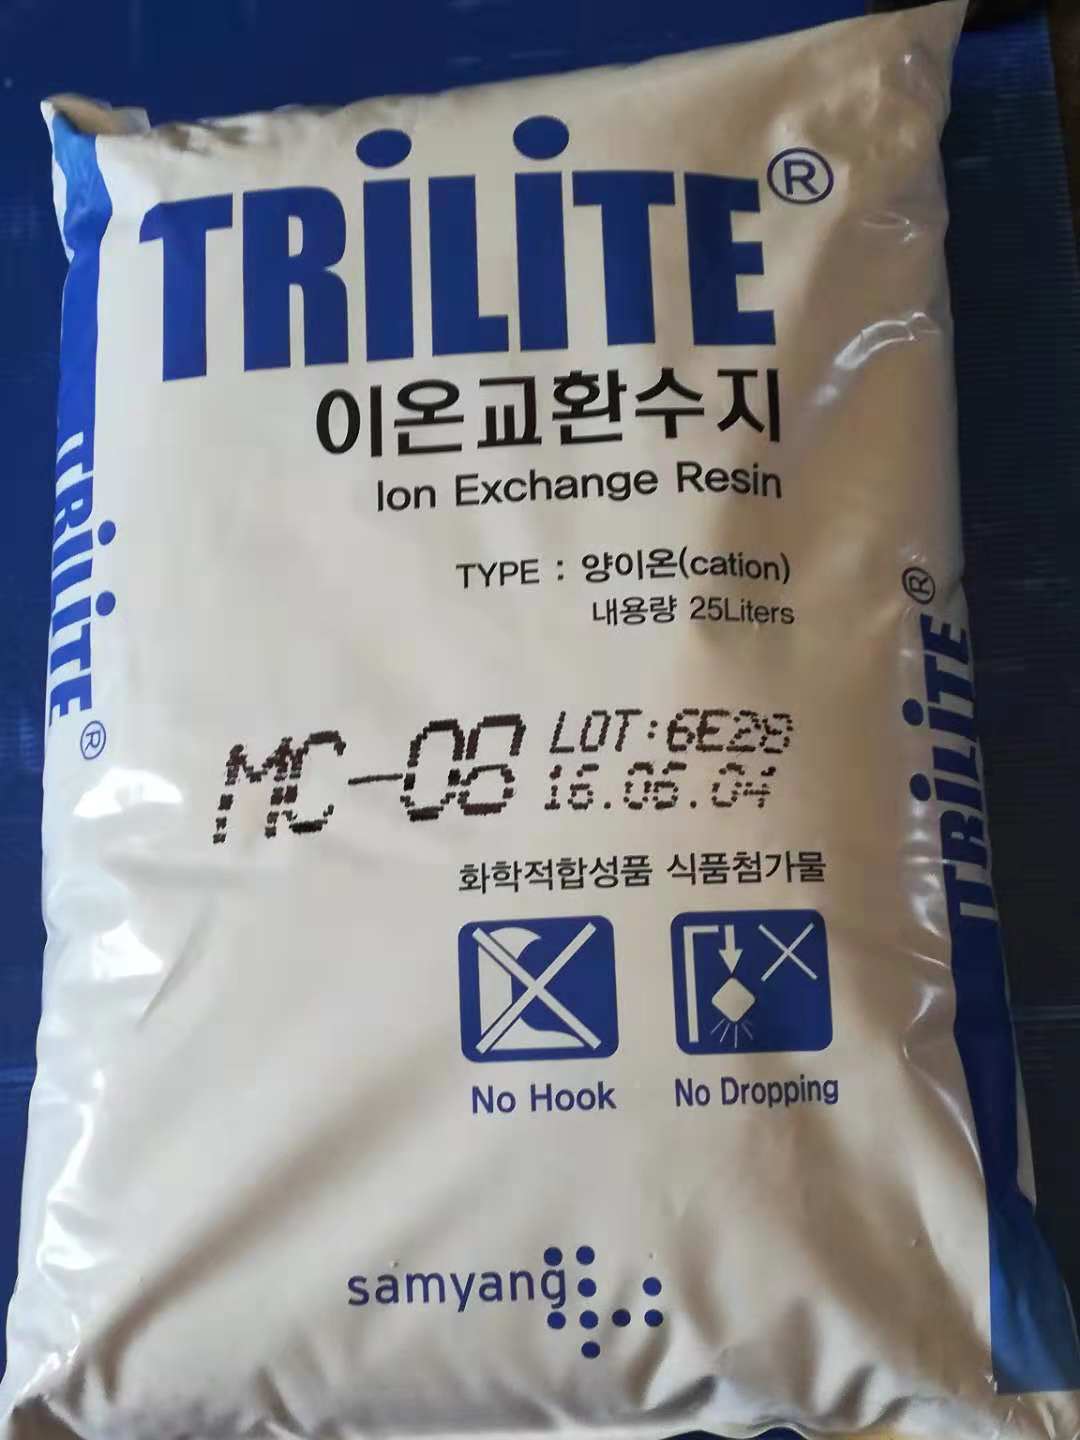 TRiLiTE®
이온교환수지
Ion Exchange Resin
TYPE : 양이온(cation)
내용량 25Liters
MC-08 LOT:6E28
16.06.04
화학적합성품 식품첨가물
No Hook No Dropping
samyang
TRiLiTE®
TRiLiTE®